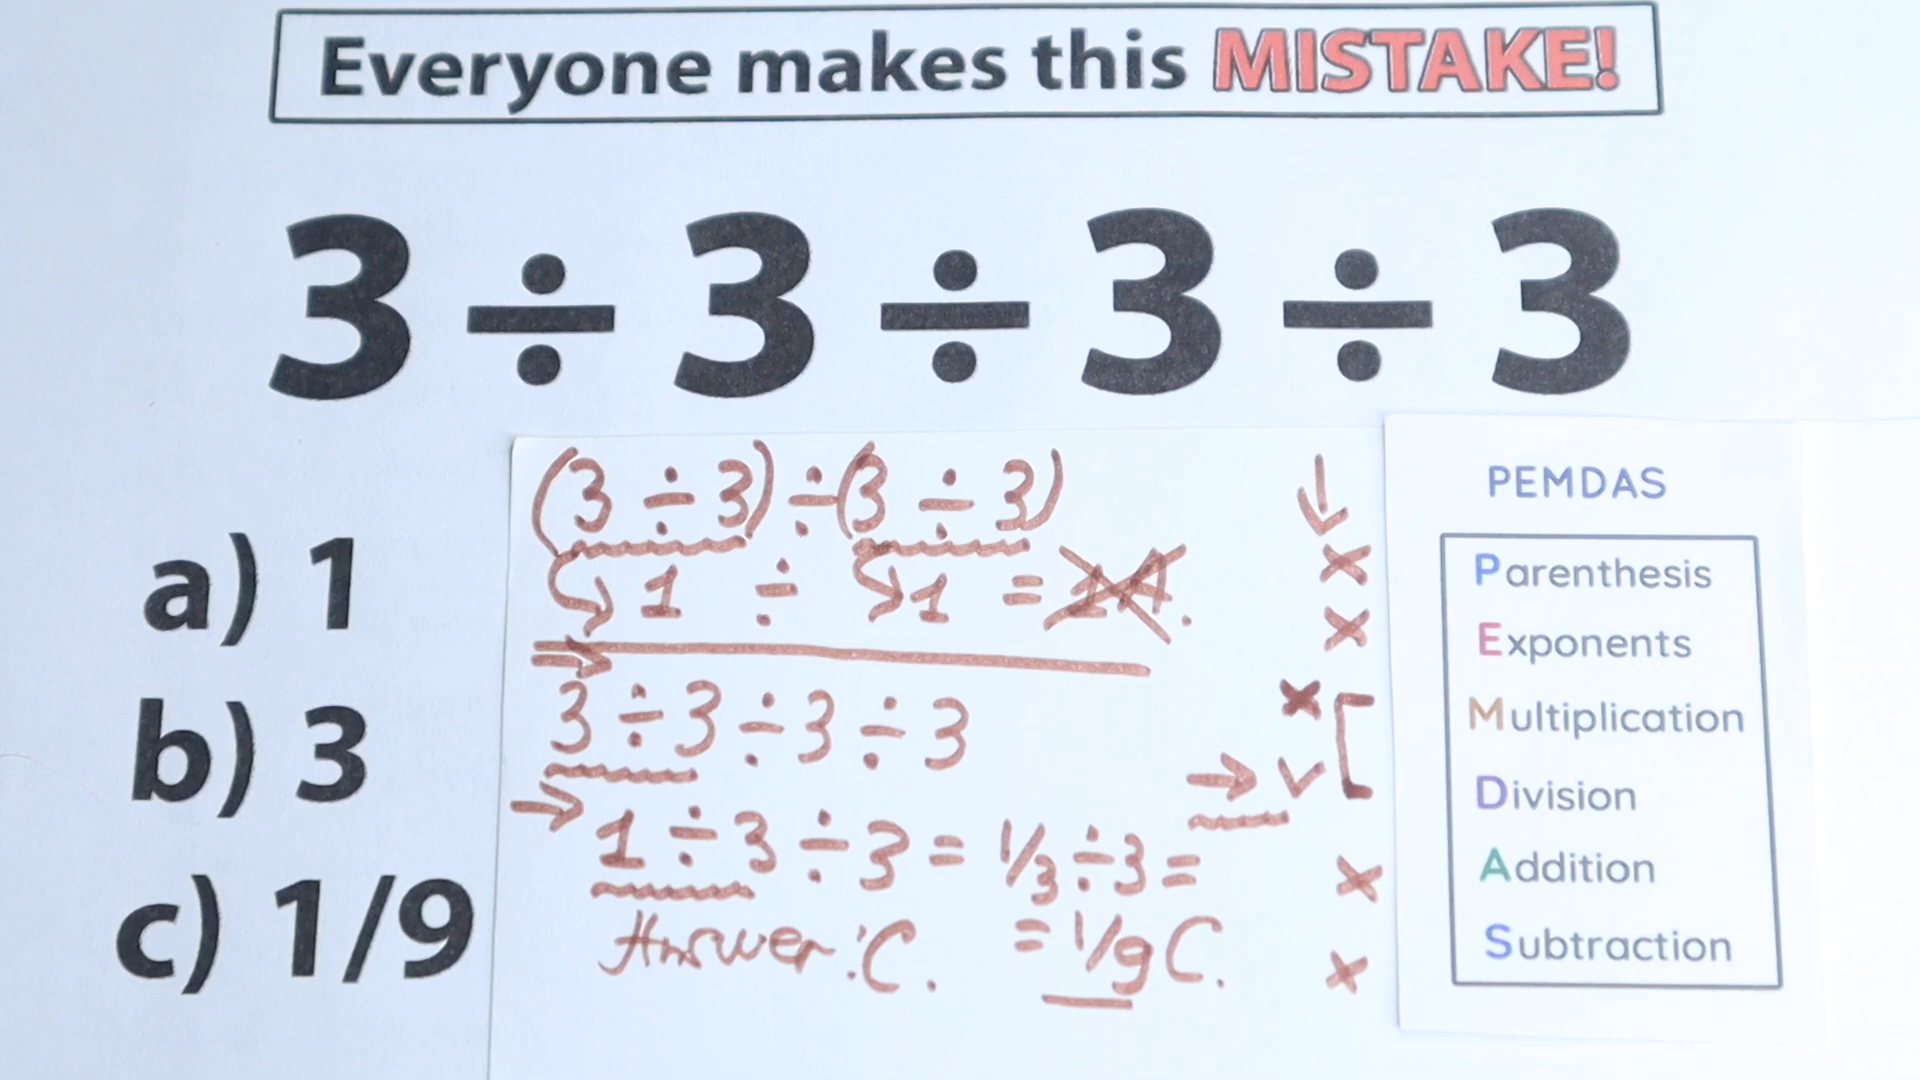 Everyone makes this MISTAKE!
3 ÷ 3 ÷ 3 ÷ 3
a) 1
b) 3
c) 1/9
(3 ÷ 3) ÷ (3 ÷ 3)
1 ÷ 1 =
3 ÷ 3 ÷ 3 ÷ 3
1 ÷ 3 ÷ 3 = 1/3 ÷ 3 =
Answer: C. = 1/9 C.
PEMDAS
Parenthesis
Exponents
Multiplication
Division
Addition
Subtraction